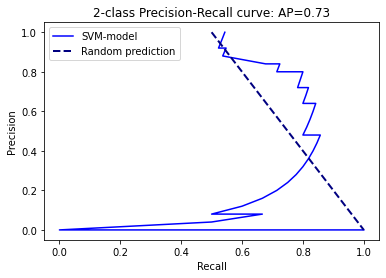 2-class Precision-Recall curve: AP=0.73
SVM-model
Random prediction
Precision
1.0
0.8
0.6
0.4
0.2
0.0
0.0 0.2 0.4 0.6 0.8 1.0
Recall